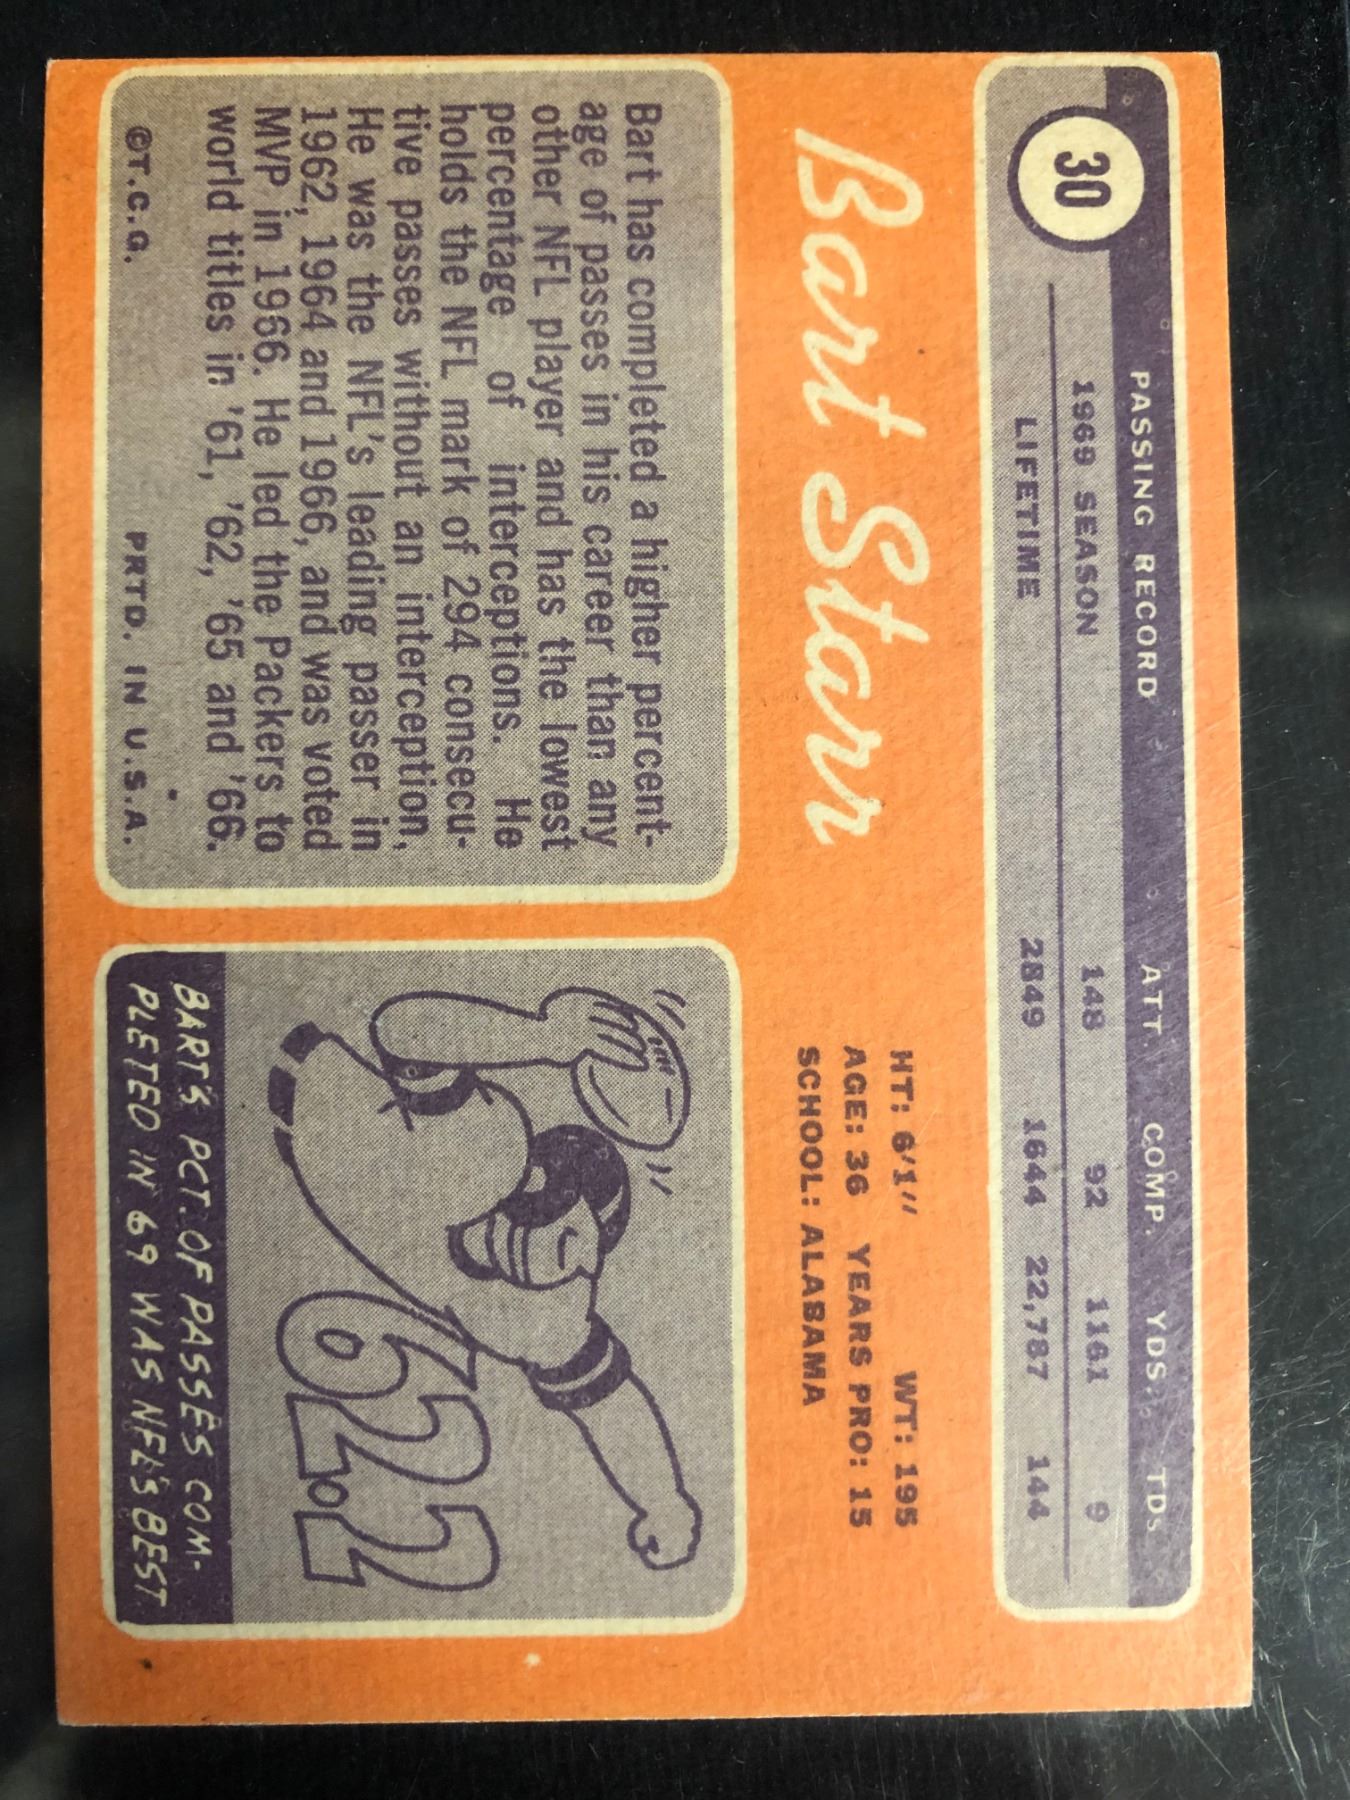 30
PASSING RECORD ATT. COMP. YDS. TDs
1969 SEASON 148 92 1161 9
LIFETIME 2849 1644 22,787 144
Bart Starr
HT: 6'1" WT: 195
AGE: 36 YEARS PRO: 15
SCHOOL: ALABAMA
Bart has completed a higher percent-
age of passes in his career than any
other NFL player and has the lowest
percentage of interceptions. He
holds the NFL mark of 294 consecu-
tive passes without an interception.
He was the NFL's leading passer in
1962, 1964 and 1966, and was voted
MVP in 1966. He led the Packers to
world titles in '61, '62, '65 and '66.
©T.C.G. PRTD. IN U.S.A.
62.2
BART'S PCT. OF PASSES COM-
PLETED IN 69 WAS NFL'S BEST